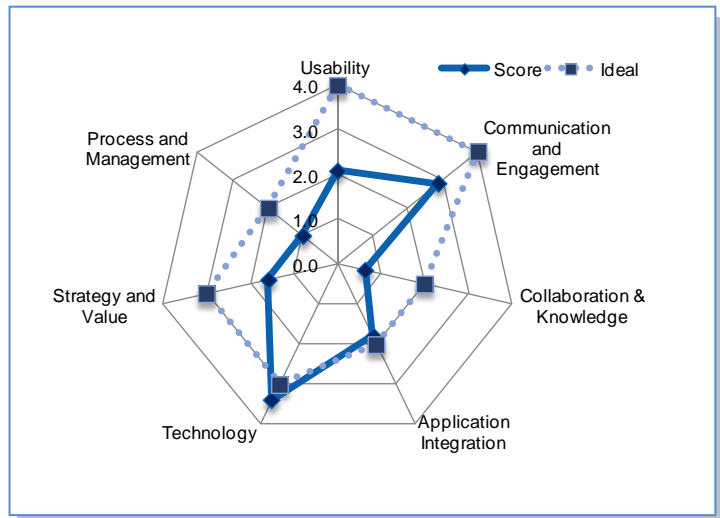 Usability
Score
Ideal
4.0
3.0
2.0
1.0
0.0
Communication
and
Engagement
Collaboration &
Knowledge
Application
Integration
Technology
Strategy and
Value
Process and
Management